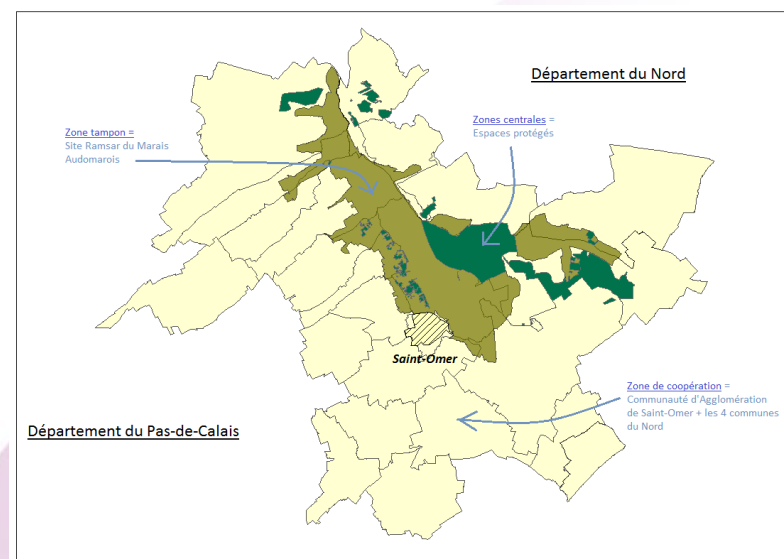 Département du Nord
Zone tampon =
Site Ramsar du Marais
Audomarois
Zones centrales =
Espaces protégés
Saint-Omer
Zone de coopération =
Communauté d'Agglomération
de Saint-Omer + les 4 communes
du Nord
Département du Pas-de-Calais